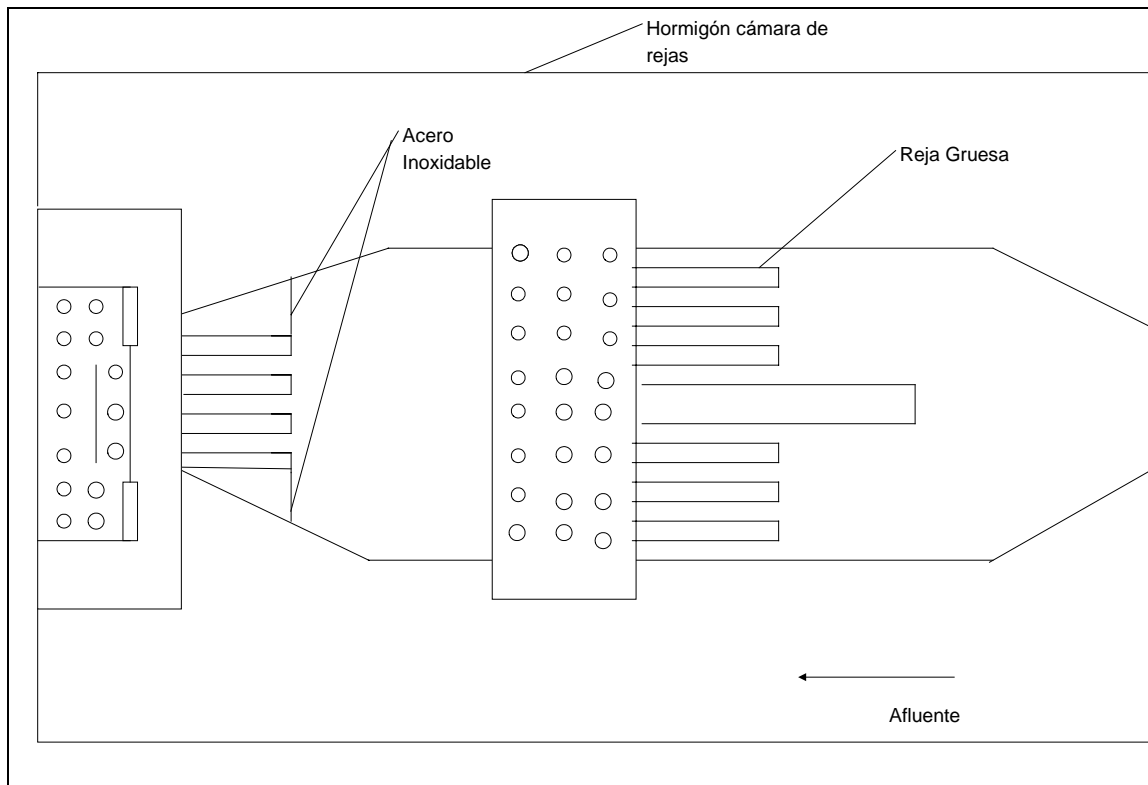 Hormigón cámara de
rejas
Acero
Inoxidable
Reja Gruesa
Afluente